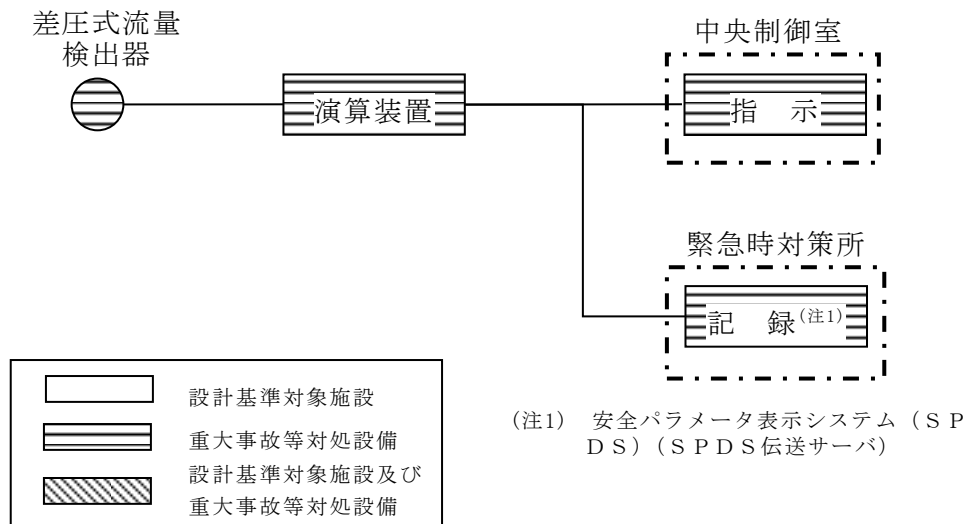 差圧式流量
検出器
演算装置
中央制御室
指　示
緊急時対策所
記　録(注1)
設計基準対象施設
重大事故等対処設備
設計基準対象施設及び
重大事故等対処設備
(注1)　安全パラメータ表示システム（ＳＰ
ＤＳ）（ＳＰＤＳ伝送サーバ）